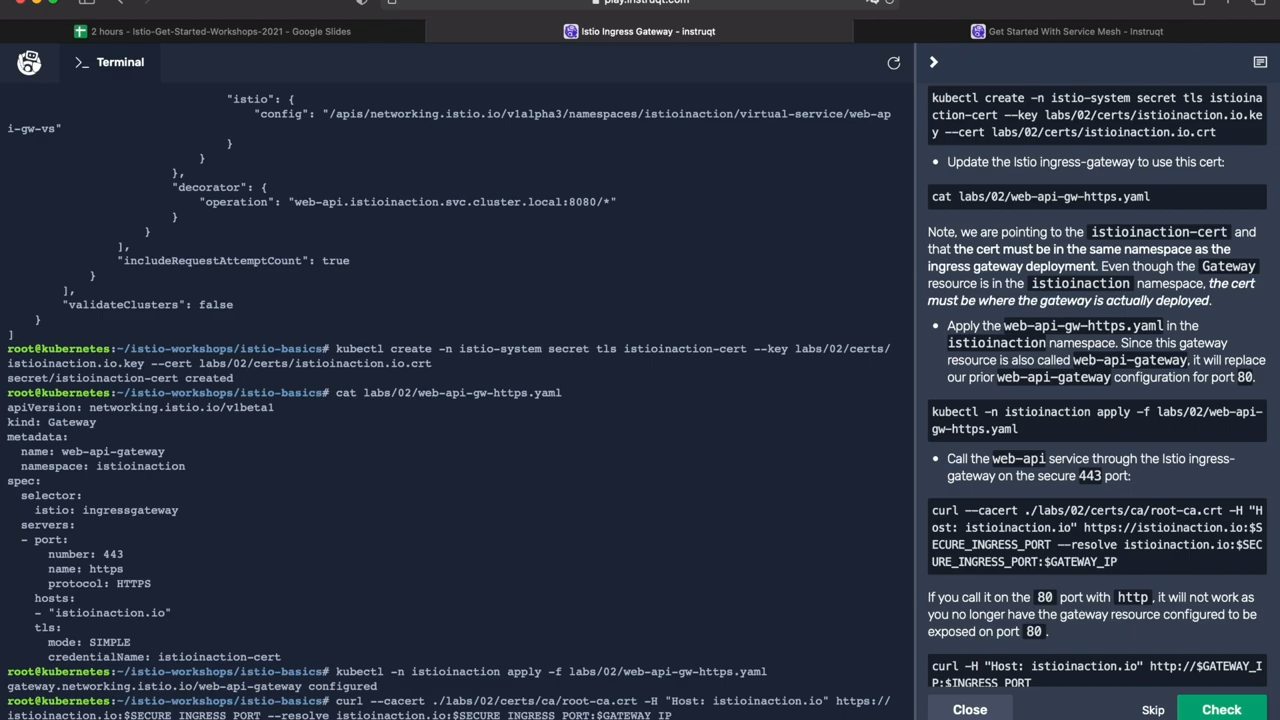 play.instruqt.com
2 hours - Istio-Get-Started-Workshops-2021 - Google Slides
Istio Ingress Gateway - instruqt
Get Started With Service Mesh - Instruqt
>_ Terminal
"istio": {
"config": "/apis/networking.istio.io/v1alpha3/namespaces/istioinaction/virtual-service/web-ap
i-gw-vs"
}
}
},
"decorator": {
"operation": "web-api.istioinaction.svc.cluster.local:8080/*"
}
}
],
"includeRequestAttemptCount": true
}
],
"validateClusters": false
}
]
root@kubernetes:~/istio-workshops/istio-basics# kubectl create -n istio-system secret tls istioinaction-cert --key labs/02/certs/
istioinaction.io.key --cert labs/02/certs/istioinaction.io.crt
secret/istioinaction-cert created
root@kubernetes:~/istio-workshops/istio-basics# cat labs/02/web-api-gw-https.yaml
apiVersion: networking.istio.io/v1beta1
kind: Gateway
metadata:
name: web-api-gateway
namespace: istioinaction
spec:
selector:
istio: ingressgateway
servers:
- port:
number: 443
name: https
protocol: HTTPS
hosts:
- "istioinaction.io"
tls:
mode: SIMPLE
credentialName: istioinaction-cert
root@kubernetes:~/istio-workshops/istio-basics# kubectl -n istioinaction apply -f labs/02/web-api-gw-https.yaml
gateway.networking.istio.io/web-api-gateway configured
root@kubernetes:~/istio-workshops/istio-basics# curl --cacert ./labs/02/certs/ca/root-ca.crt -H "Host: istioinaction.io" https://
istioinaction.io:$SECURE_INGRESS_PORT --resolve istioinaction.io:$SECURE_INGRESS_PORT:$GATEWAY_IP
kubectl create -n istio-system secret tls istioina
ction-cert --key labs/02/certs/istioinaction.io.ke
y --cert labs/02/certs/istioinaction.io.crt
• Update the Istio ingress-gateway to use this cert:
cat labs/02/web-api-gw-https.yaml
Note, we are pointing to the istioinaction-cert and
that the cert must be in the same namespace as the
ingress gateway deployment. Even though the Gateway
resource is in the istioinaction namespace, the cert
must be where the gateway is actually deployed.
• Apply the web-api-gw-https.yaml in the
istioinaction namespace. Since this gateway
resource is also called web-api-gateway, it will replace
our prior web-api-gateway configuration for port 80.
kubectl -n istioinaction apply -f labs/02/web-api-
gw-https.yaml
• Call the web-api service through the Istio ingress-
gateway on the secure 443 port:
curl --cacert ./labs/02/certs/ca/root-ca.crt -H "H
ost: istioinaction.io" https://istioinaction.io:$S
ECURE_INGRESS_PORT --resolve istioinaction.io:$SEC
URE_INGRESS_PORT:$GATEWAY_IP
If you call it on the 80 port with http, it will not work as
you no longer have the gateway resource configured to be
exposed on port 80.
curl -H "Host: istioinaction.io" http://$GATEWAY_I
P:$INGRESS_PORT
Close
Skip
Check